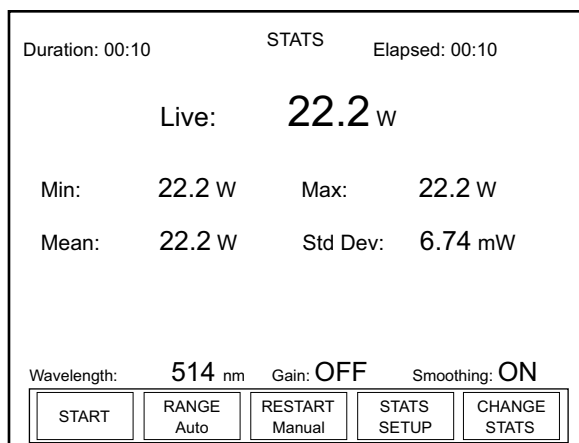 STATS
Duration: 00:10 Elapsed: 00:10
Live: 22.2 W
Min: 22.2 W Max: 22.2 W
Mean: 22.2 W Std Dev: 6.74 mW
Wavelength: 514 nm Gain: OFF Smoothing: ON
START
RANGE
Auto
RESTART
Manual
STATS
SETUP
CHANGE
STATS